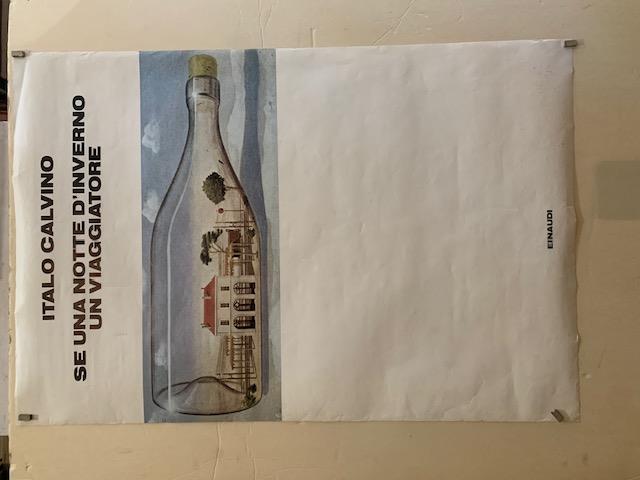 ITALO CALVINO
SE UNA NOTTE D'INVERNO
UN VIAGGIATORE
EINAUDI